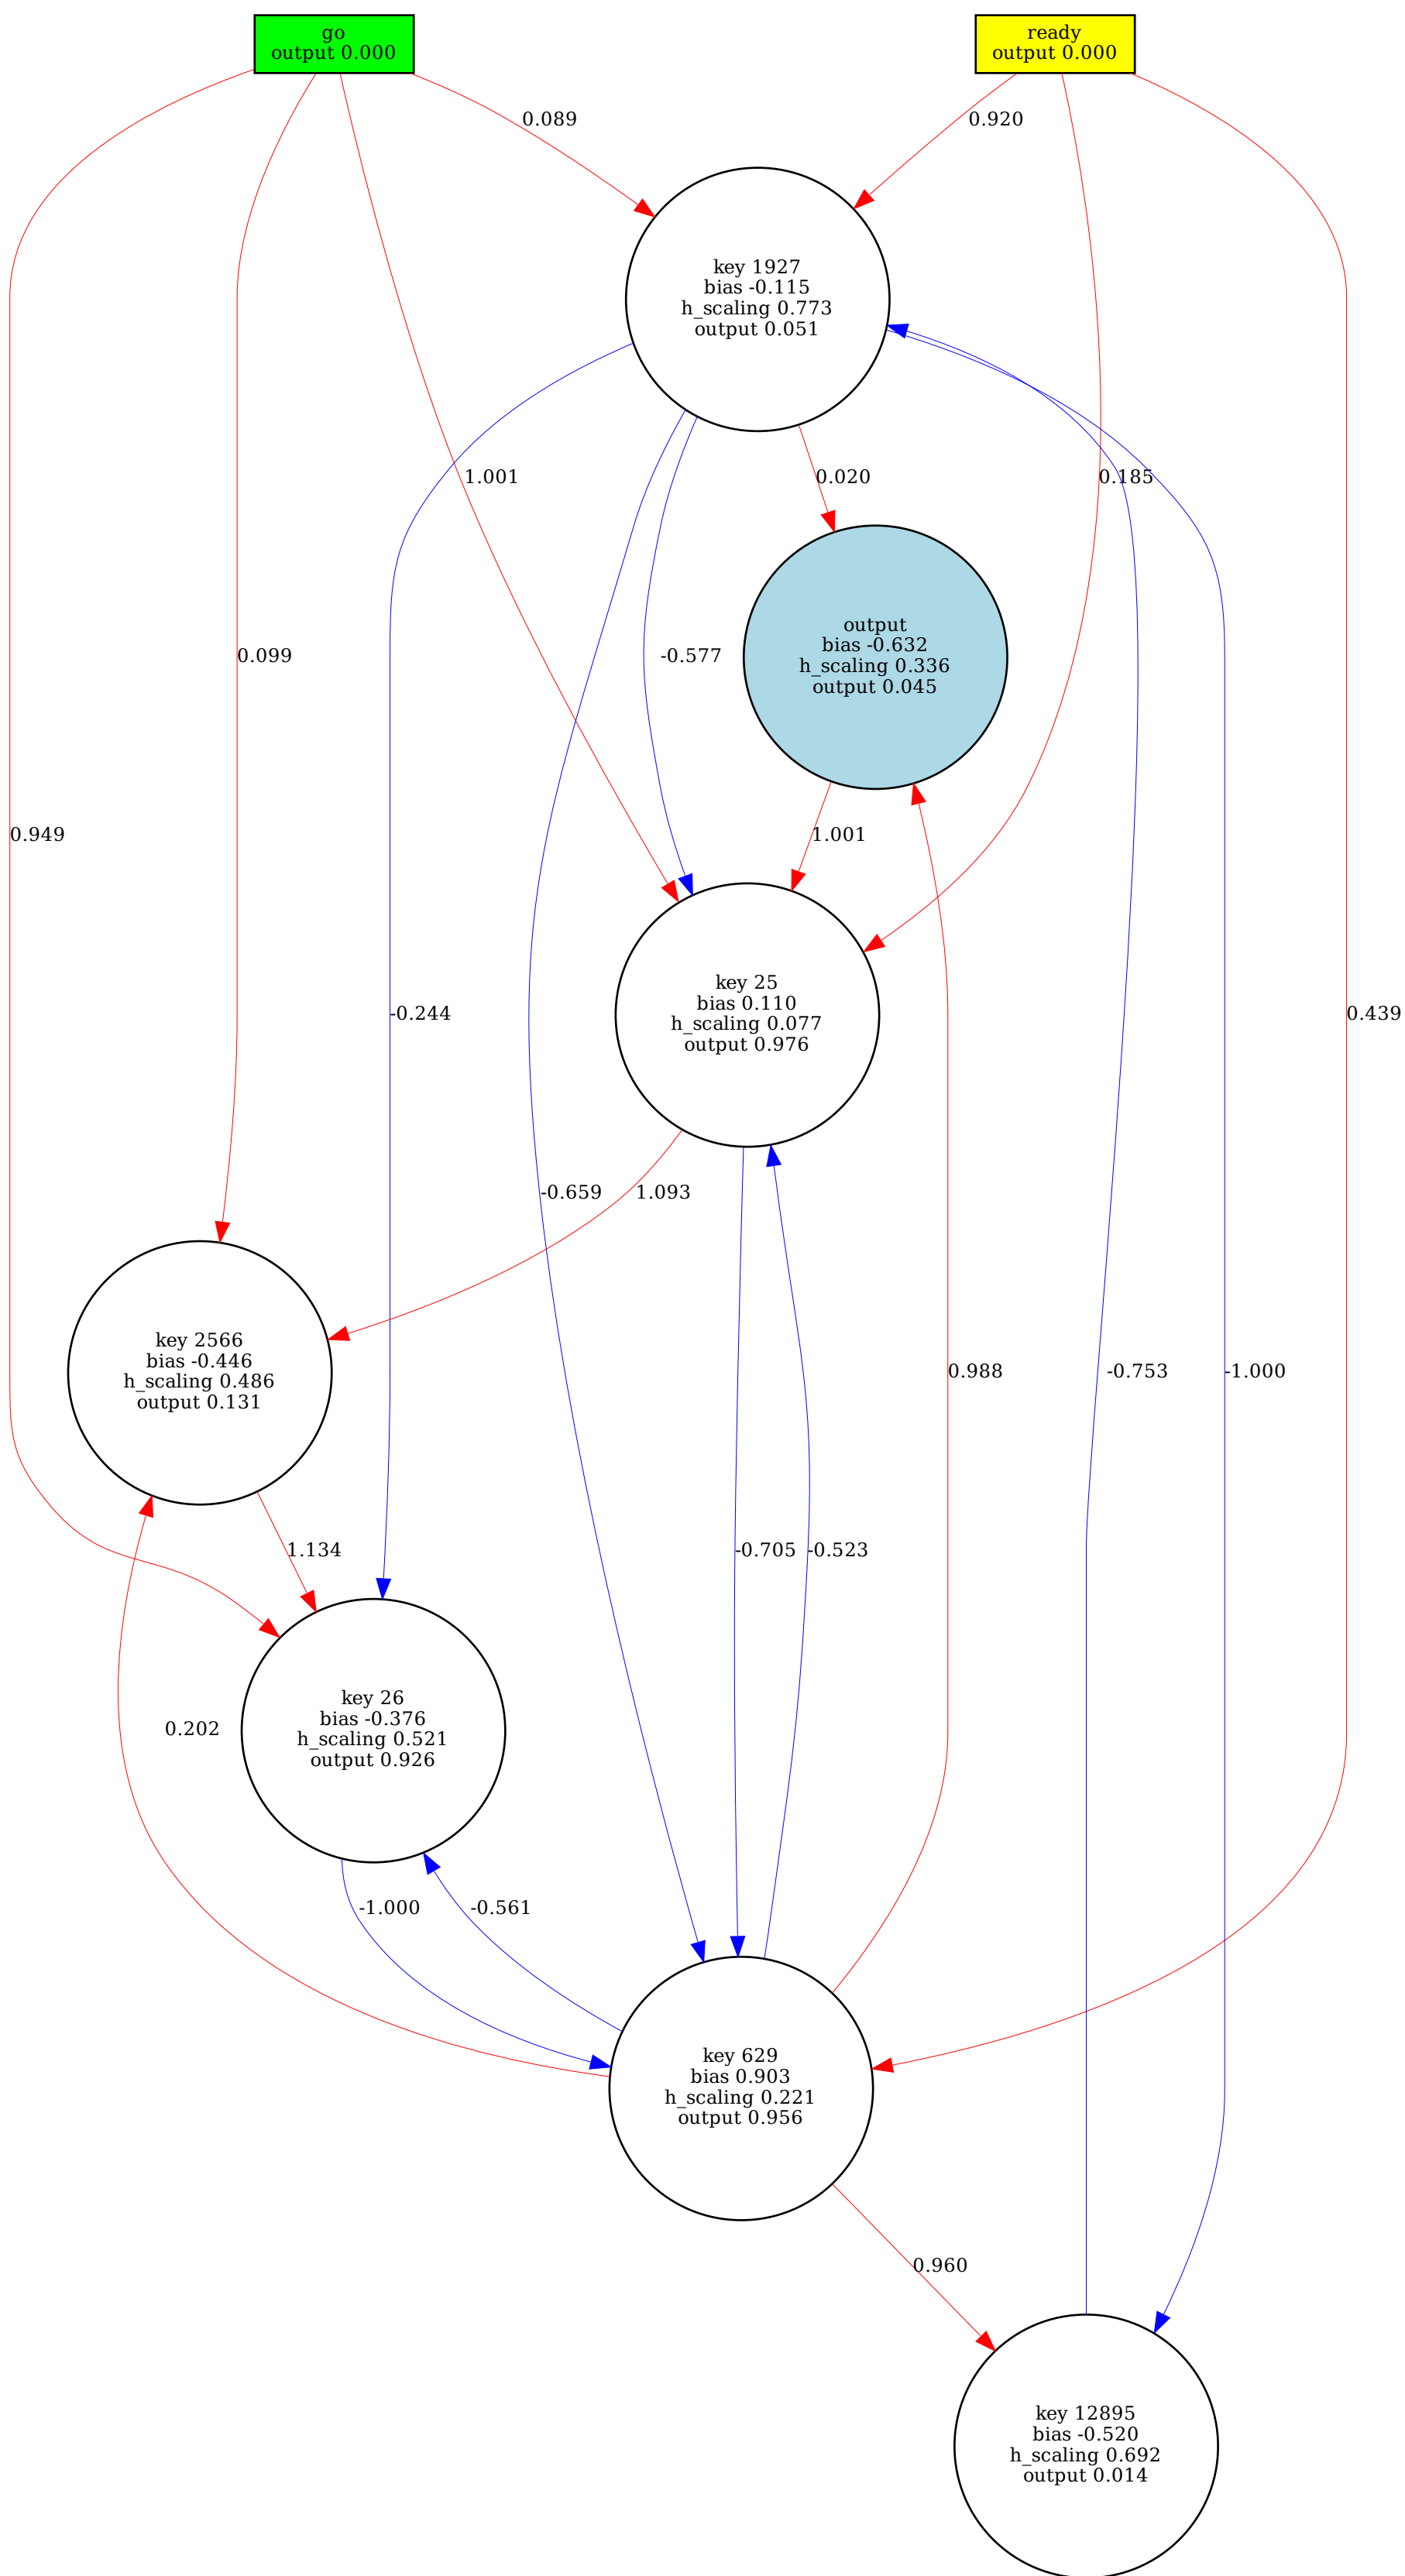 go
output 0.000
ready
output 0.000
0.089
0.920
key 1927
bias -0.115
h_scaling 0.773
output 0.051
1.001
0.020
0.185
output
bias -0.632
h_scaling 0.336
output 0.045
0.099
-0.577
0.949
1.001
key 25
bias 0.110
h_scaling 0.077
output 0.976
-0.244
0.439
-0.659
1.093
key 2566
bias -0.446
h_scaling 0.486
output 0.131
0.988
-0.753
-1.000
1.134
-0.705
-0.523
key 26
bias -0.376
h_scaling 0.521
output 0.926
0.202
-1.000
-0.561
key 629
bias 0.903
h_scaling 0.221
output 0.956
0.960
key 12895
bias -0.520
h_scaling 0.692
output 0.014